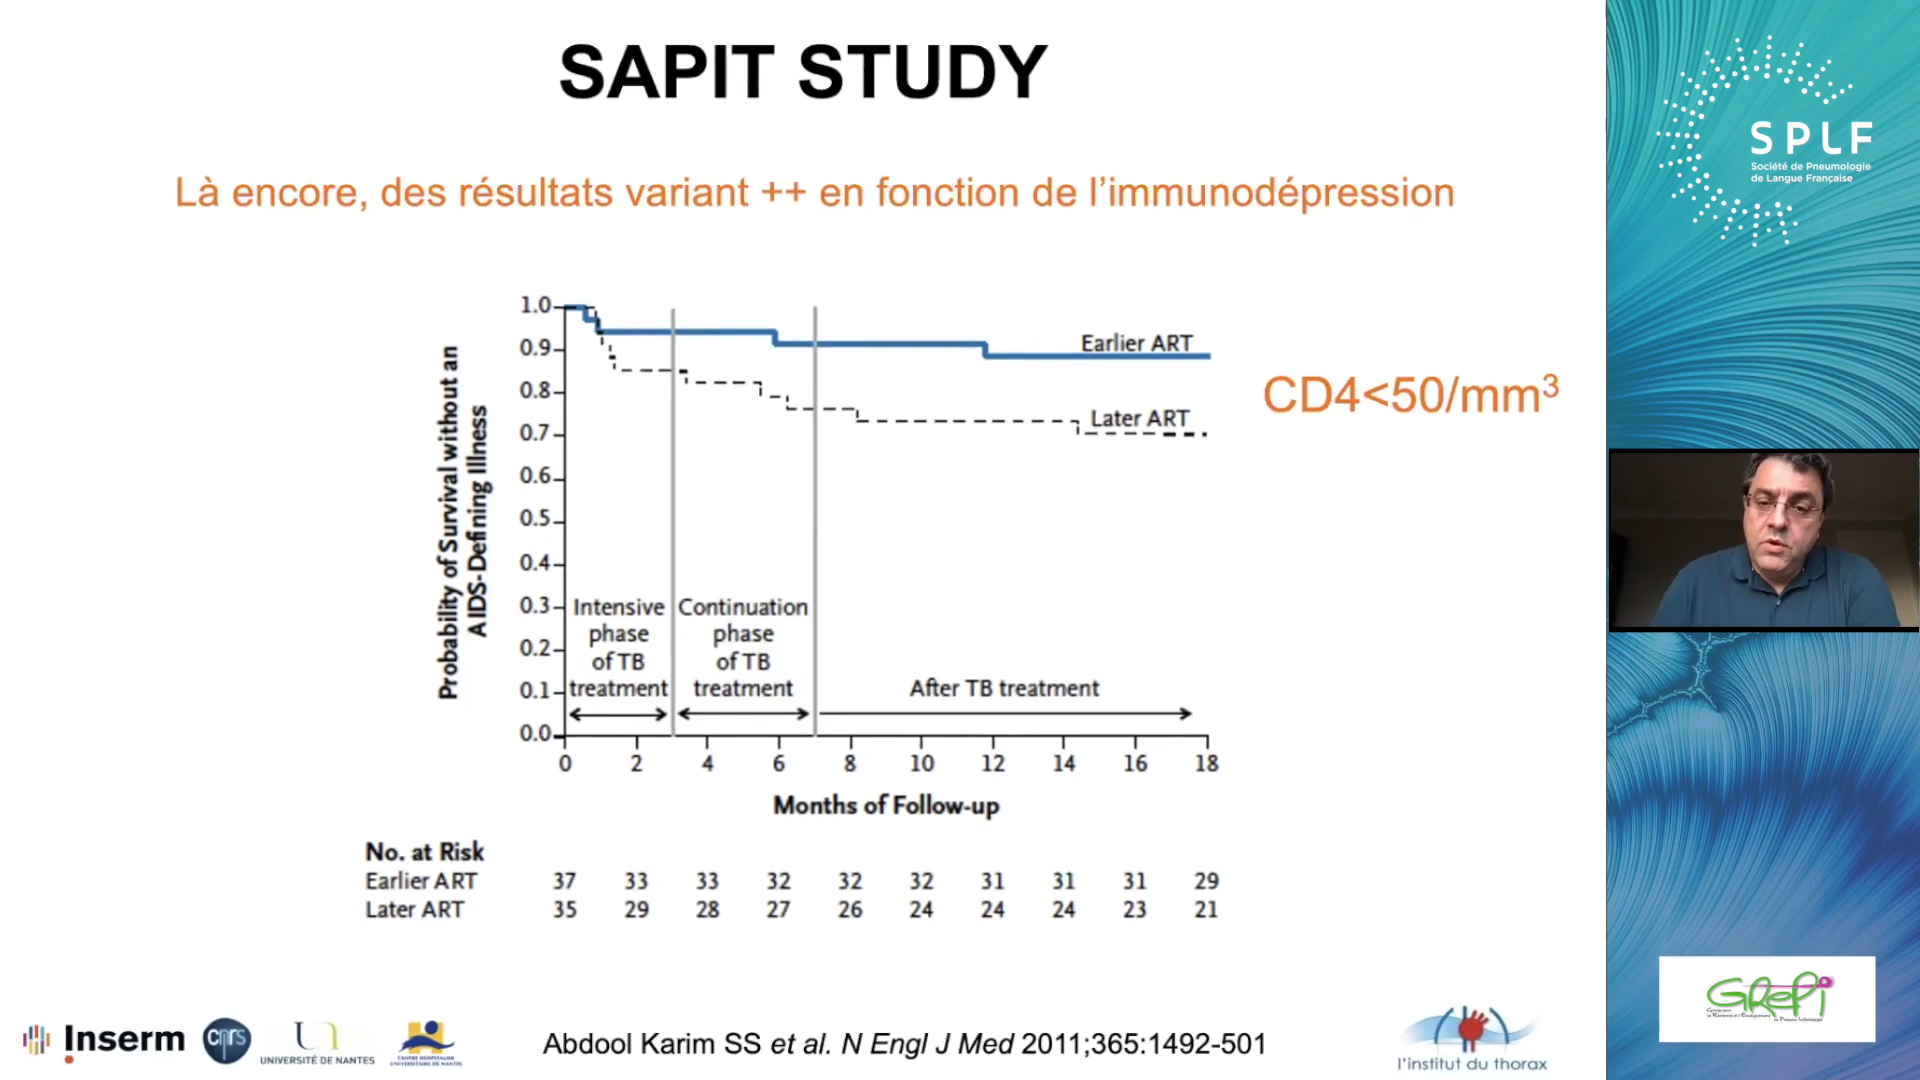 SAPIT STUDY
Là encore, des résultats variant ++ en fonction de l’immunodépression
Probability of Survival without an
AIDS-Defining Illness
1.0
0.9
0.8
0.7
0.6
0.5
0.4
0.3
0.2
0.1
0.0
Earlier ART
Later ART
CD4<50/mm³
Intensive
phase
of TB
treatment
Continuation
phase
of TB
treatment
After TB treatment
0 2 4 6 8 10 12 14 16 18
Months of Follow-up
No. at Risk
Earlier ART 37 33 33 32 32 32 31 31 31 29
Later ART 35 29 28 27 26 24 24 24 23 21
Inserm
cnrs
UNIVERSITÉ DE NANTES
CENTRE HOSPITALIER
UNIVERSITAIRE DE NANTES
Abdool Karim SS et al. N Engl J Med 2011;365:1492-501
l'institut du thorax
SPLF
Société de Pneumologie
de Langue Française
GREPI